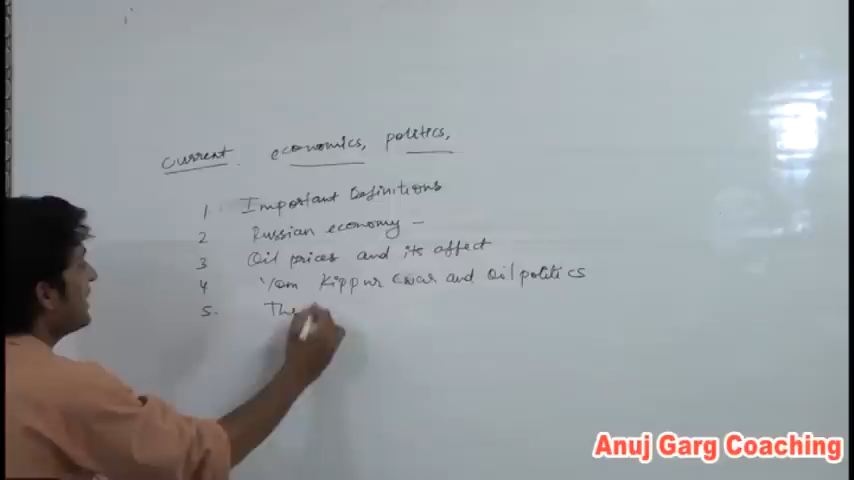 Current economics, politics,
1 Important Definitions
2 Russian economy -
3 Oil prices and its affect
4 Yom Kippur war and Oil politics
5. The
Anuj Garg Coaching